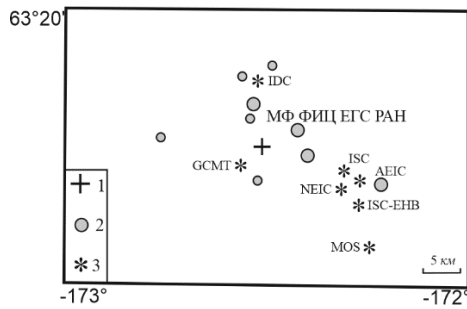 63°20'
IDC
МФ ФИЦ ЕГС РАН
GCMT
ISC
AEIC
NEIC
ISC-EHB
1
2
3
MOS
5 км
-173°
-172°